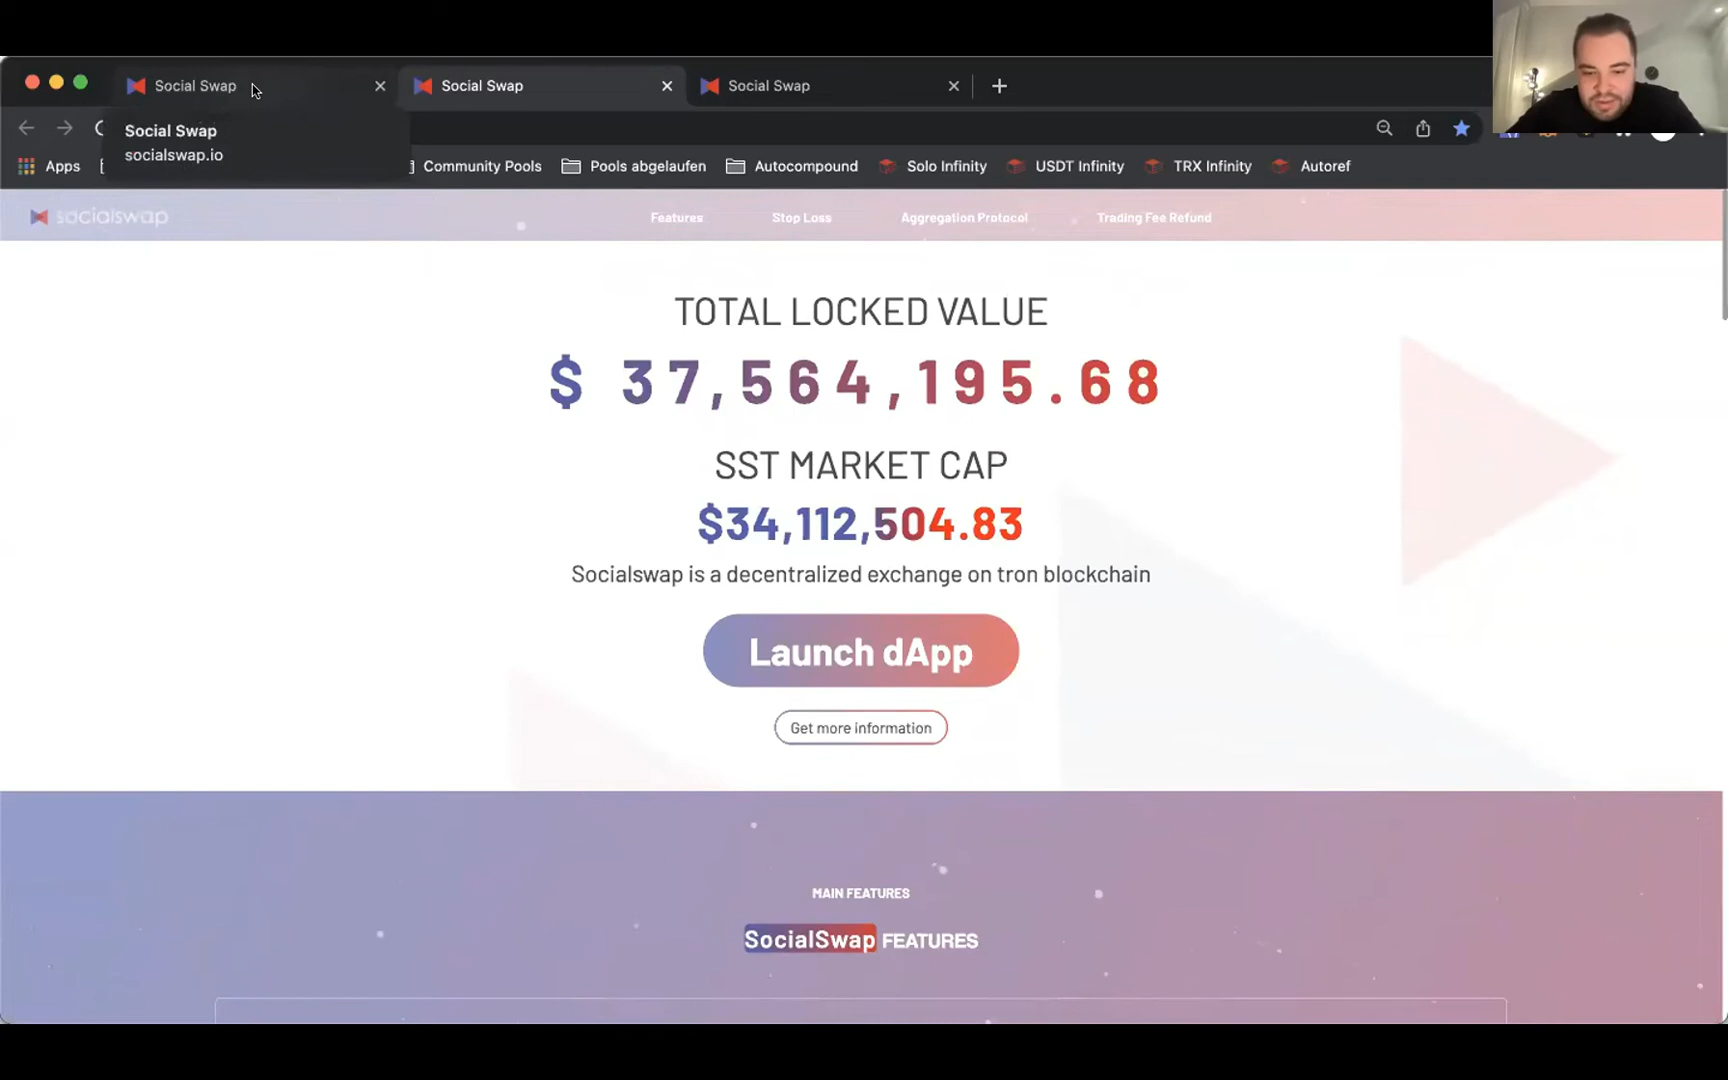 Social Swap
Social Swap
Social Swap
Social Swap
socialswap.io
Apps
Community Pools
Pools abgelaufen
Autocompound
Solo Infinity
USDT Infinity
TRX Infinity
Autoref
socialswap
Features
Stop Loss
Aggregation Protocol
Trading Fee Refund
TOTAL LOCKED VALUE
$ 37,564,195.68
SST MARKET CAP
$34,112,504.83
Socialswap is a decentralized exchange on tron blockchain
Launch dApp
Get more information
MAIN FEATURES
SocialSwap FEATURES